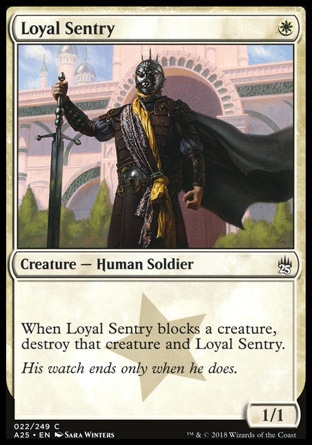 Loyal Sentry
Creature — Human Soldier
25
When Loyal Sentry blocks a creature,
destroy that creature and Loyal Sentry.
His watch ends only when he does.
1/1
022/249 C
A25 • EN Sara Winters
™ & © 2018 Wizards of the Coast